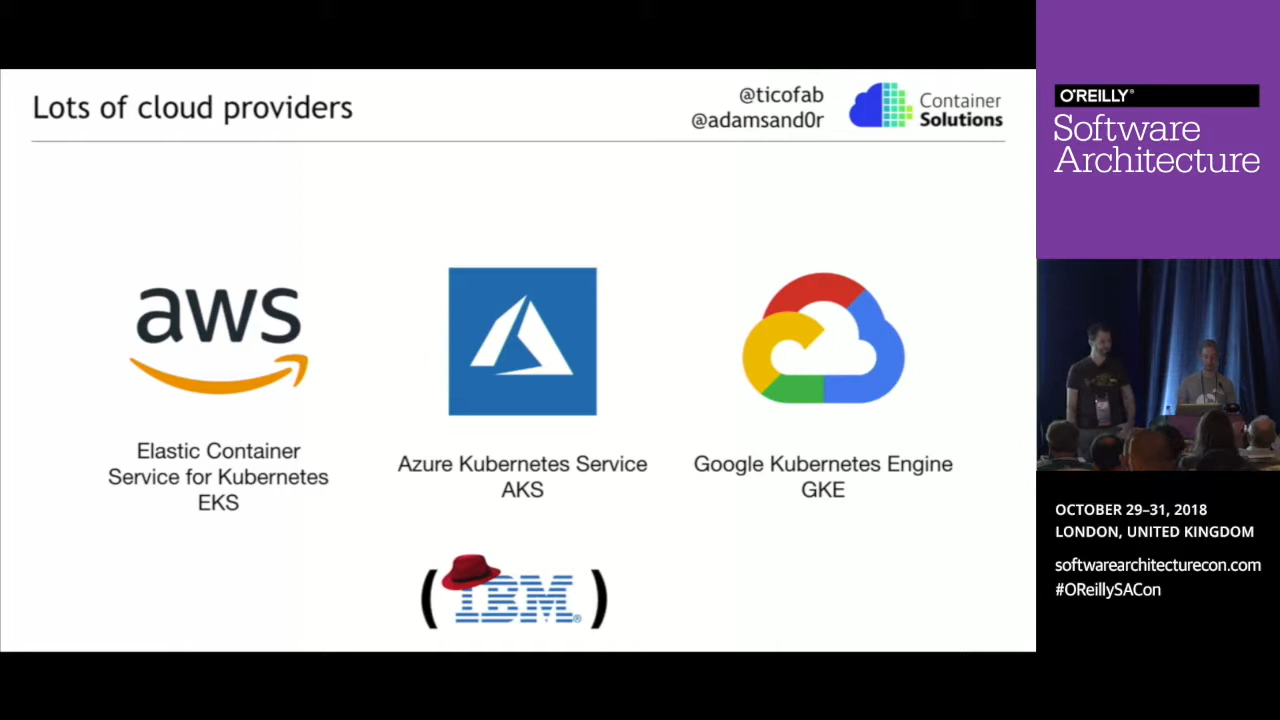 Lots of cloud providers
@ticofab
@adamsand0r
Container
Solutions
aws
Elastic Container
Service for Kubernetes
EKS
Azure Kubernetes Service
AKS
Google Kubernetes Engine
GKE
(IBM®)
O'REILLY®
Software
Architecture
OCTOBER 29–31, 2018
LONDON, UNITED KINGDOM
softwarearchitecturecon.com
#OReillySACon